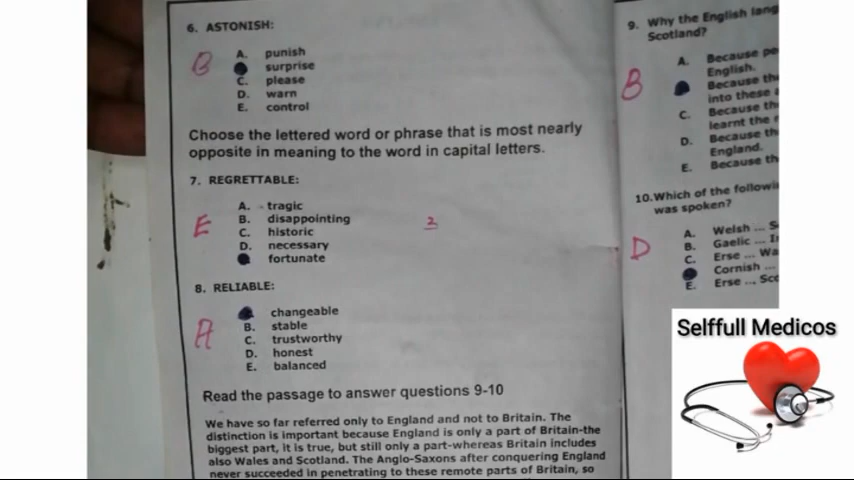 6. ASTONISH:
B
A. punish
surprise
C. please
D. warn
E. control
Choose the lettered word or phrase that is most nearly
opposite in meaning to the word in capital letters.
7. REGRETTABLE:
E
A. tragic
B. disappointing
C. historic
D. necessary
fortunate
8. RELIABLE:
A
changeable
B. stable
C. trustworthy
D. honest
E. balanced
Read the passage to answer questions 9-10
We have so far referred only to England and not to Britain. The
distinction is important because England is only a part of Britain-the
biggest part, it is true, but still only a part-whereas Britain includes
also Wales and Scotland. The Anglo-Saxons after conquering England
never succeeded in penetrating to these remote parts of Britain, so
2
9. Why the English lang
Scotland?
B
A. Because pe
English.
Because the
into these a
C. Because th
learnt the
D. Because th
England.
E. Because th
10. Which of the followi
was spoken?
D
A. Welsh ... S
B. Gaelic ... I
C. Erse ... Wa
Cornish ...
E. Erse ... Sco
Selffull Medicos